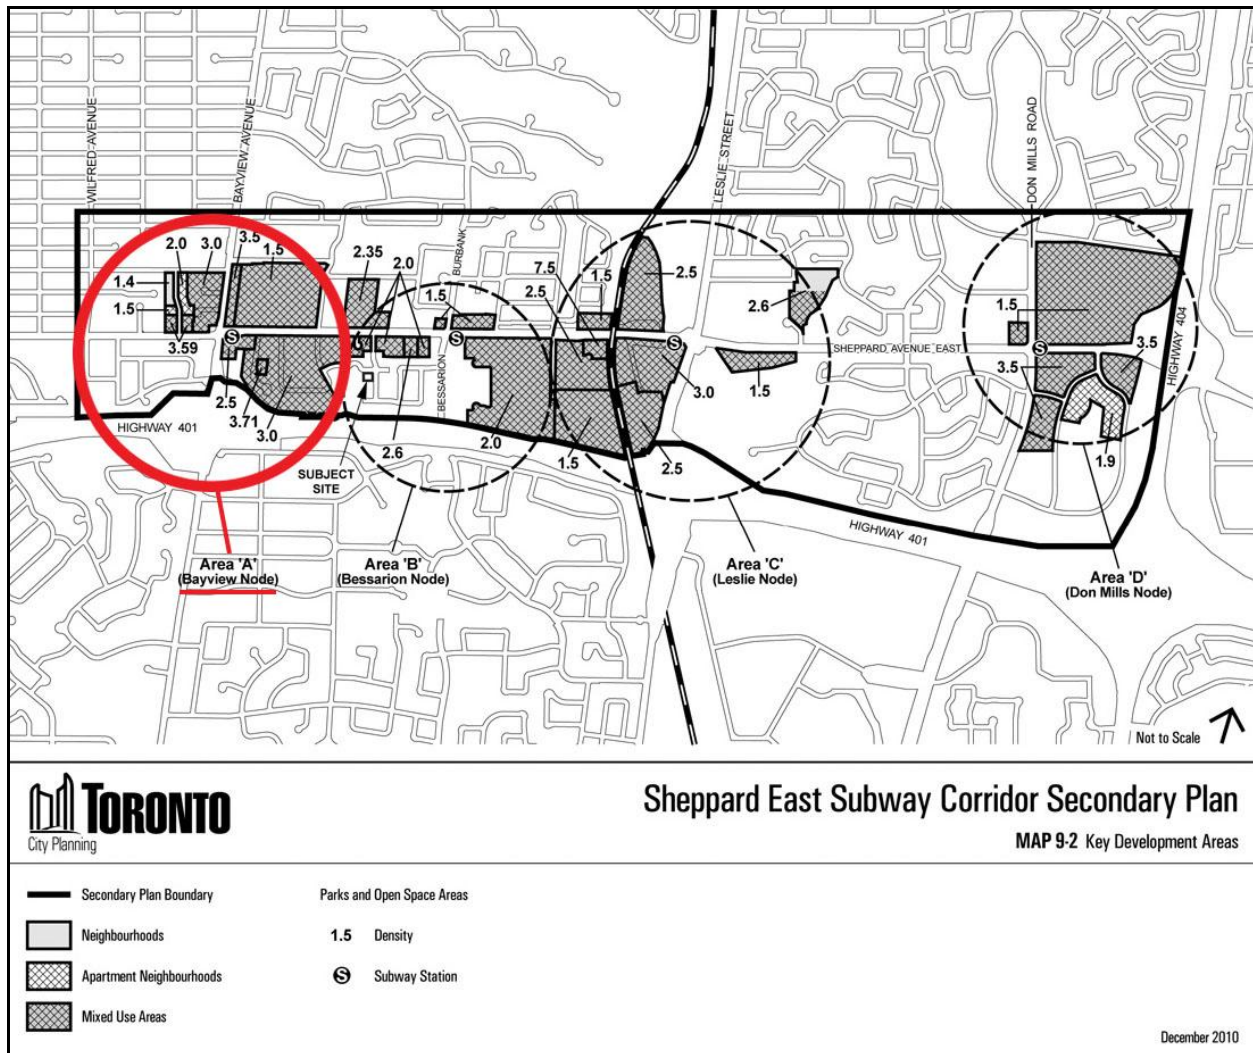 WILFRED AVENUE
BAYVIEW AVENUE
LESLIE STREET
DON MILLS ROAD
BURBANK
2.0
3.0
3.5
1.5
2.35
2.0
7.5
1.5
2.5
2.5
1.4
1.5
1.5
2.6
1.5
HIGHWAY 404
3.59
SHEPPARD AVENUE EAST
S
S
S
S
3.5
3.5
2.5
3.71
3.0
BESSARION
3.0
1.5
HIGHWAY 401
2.6
2.0
1.5
2.5
1.9
SUBJECT
SITE
HIGHWAY 401
Area 'A'
(Bayview Node)
Area 'B'
(Bessarion Node)
Area 'C'
(Leslie Node)
Area 'D'
(Don Mills Node)
Not to Scale
TORONTO
City Planning
Sheppard East Subway Corridor Secondary Plan
MAP 9-2 Key Development Areas
Secondary Plan Boundary
Parks and Open Space Areas
Neighbourhoods
1.5 Density
Apartment Neighbourhoods
S Subway Station
Mixed Use Areas
December 2010